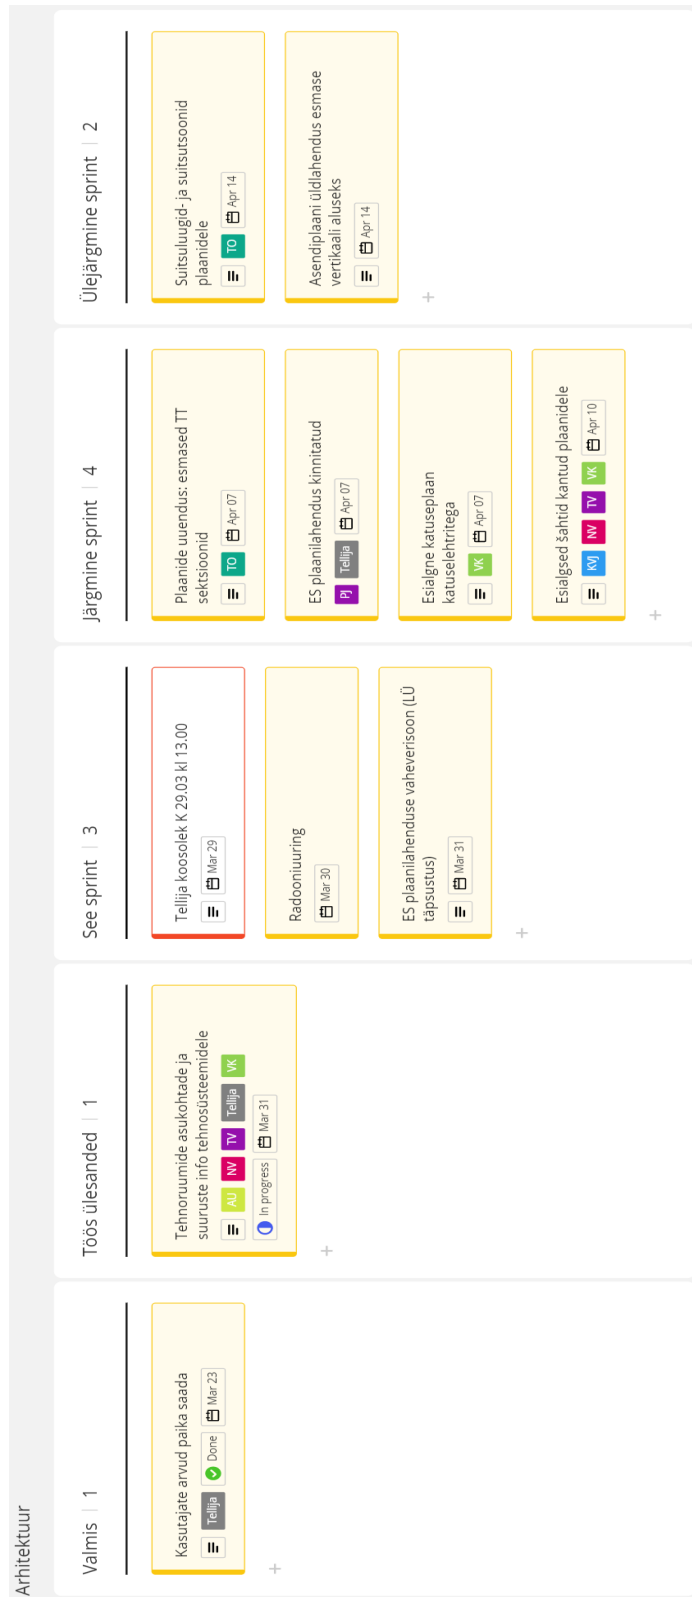 Arhitektuur
Valmis | 1
Kasutajate arvud paika saada
Tellija Done Mar 23
+
Töös ülesanded | 1
Tehnoruumide asukohtade ja
suuruste info tehnosüsteemidele
AU NV TV Tellija VK
In progress Mar 31
+
See sprint | 3
Tellija koosolek K 29.03 kl 13.00
Mar 29
Radooniuuring
Mar 30
ES plaanilahenduse vaheverisoon (LÜ
täpsustus)
Mar 31
+
Järgmine sprint | 4
Plaanide uuendus: esmased TT
sektsioonid
TO Apr 07
ES plaanilahendus kinnitatud
PJ Tellija Apr 07
Esialgne katuseplaan
katuselehtritega
VK Apr 07
Esialgsed šahtid kantud plaanidele
KVJ NV TV VK Apr 10
+
Ülejärgmine sprint | 2
Suitsuluugid- ja suitsutsoonid
plaanidele
TO Apr 14
Asendiplaani üldlahendus esmase
vertikaali aluseks
Apr 14
+